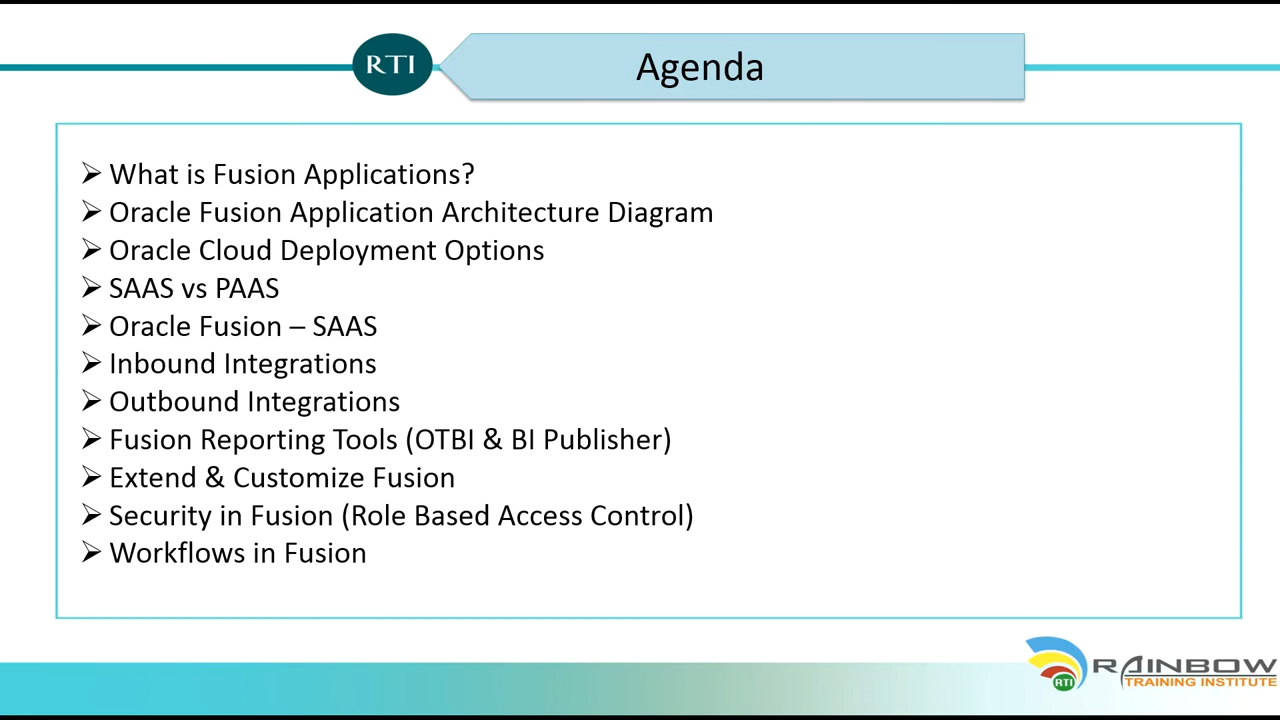 RTI
Agenda
What is Fusion Applications?
Oracle Fusion Application Architecture Diagram
Oracle Cloud Deployment Options
SAAS vs PAAS
Oracle Fusion – SAAS
Inbound Integrations
Outbound Integrations
Fusion Reporting Tools (OTBI & BI Publisher)
Extend & Customize Fusion
Security in Fusion (Role Based Access Control)
Workflows in Fusion
RTI
RAINBOW
TRAINING INSTITUTE